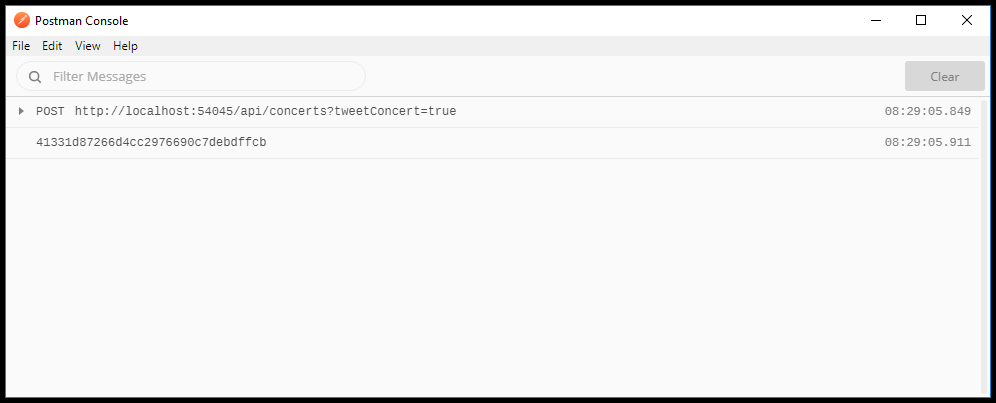 Postman Console
File Edit View Help
Filter Messages Clear
POST http://localhost:54045/api/concerts?tweetConcert=true 08:29:05.849
41331d87266d4cc2976690c7debdffcb 08:29:05.911